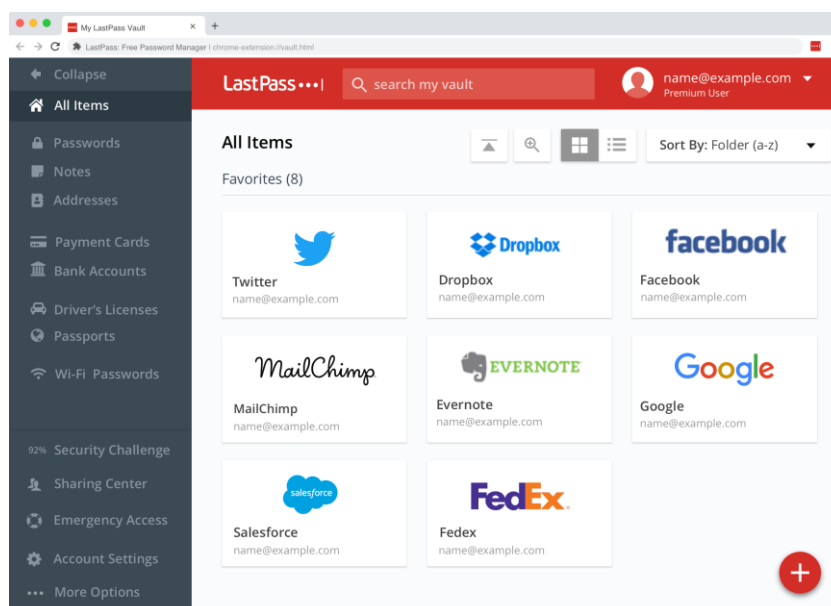 My LastPass Vault
LastPass: Free Password Manager | chrome-extension://vault.html
Collapse
All Items
Passwords
Notes
Addresses
Payment Cards
Bank Accounts
Driver's Licenses
Passports
Wi-Fi Passwords
92% Security Challenge
Sharing Center
Emergency Access
Account Settings
More Options
LastPass
search my vault
name@example.com
Premium User
All Items
Sort By: Folder (a-z)
Favorites (8)
Twitter
name@example.com
Dropbox
Dropbox
name@example.com
facebook
Facebook
name@example.com
MailChimp
MailChimp
name@example.com
EVERNOTE
Evernote
name@example.com
Google
Google
name@example.com
salesforce
Salesforce
name@example.com
FedEx
Fedex
name@example.com